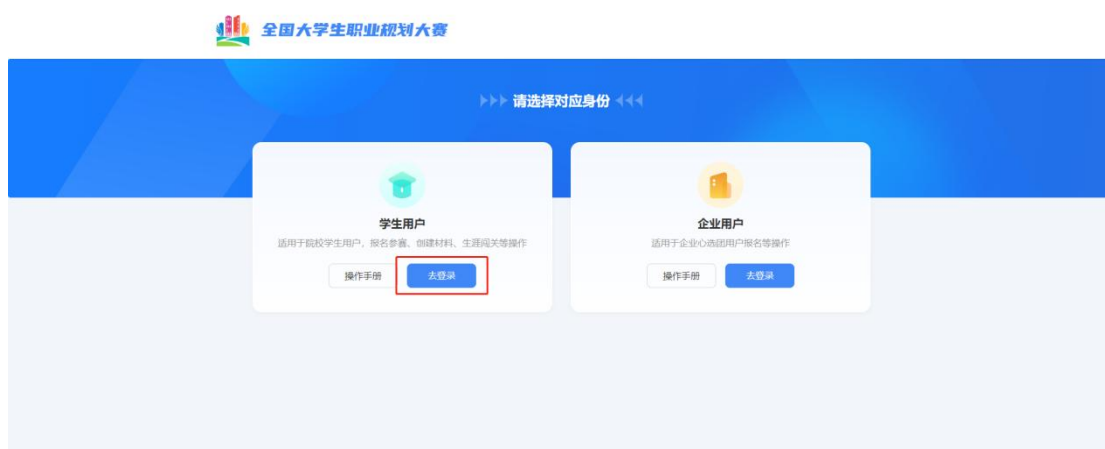 全国大学生职业规划大赛
请选择对应身份
学生用户
适用于院校学生用户、报名参赛、创建材料、生涯闯关等操作
操作手册
去登录
企业用户
适用于企业心选团用户报名等操作
操作手册
去登录